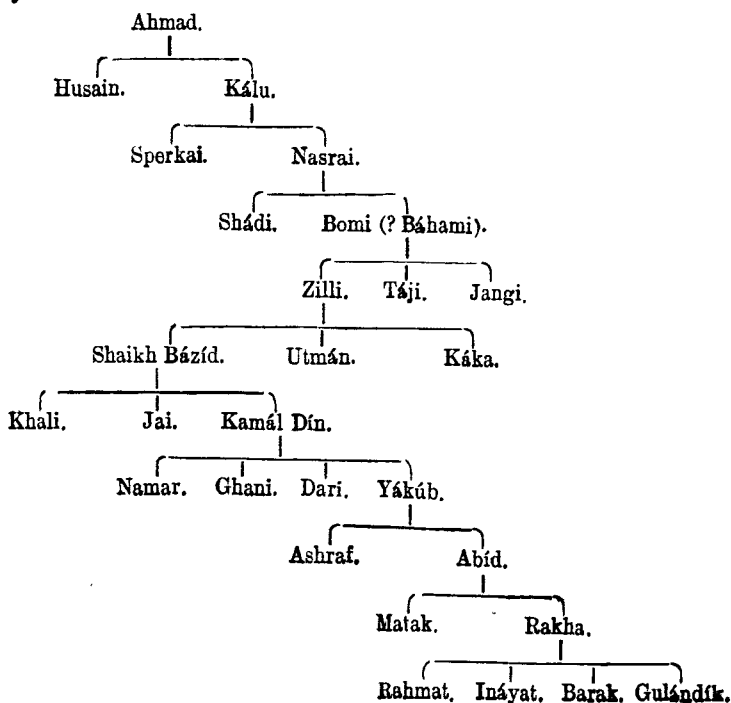 Ahmad.
Husain. Kálu.
Sperkai. Nasrai.
Shádi. Bomi (? Báhami).
Zilli. Táji. Jangi.
Shaikh Bázíd. Utmán. Káka.
Khali. Jai. Kamál Dín.
Namar. Ghani. Dari. Yákúb.
Ashraf. Abíd.
Matak. Rakha.
Rahmat. Ináyat. Barak. Gulándík.